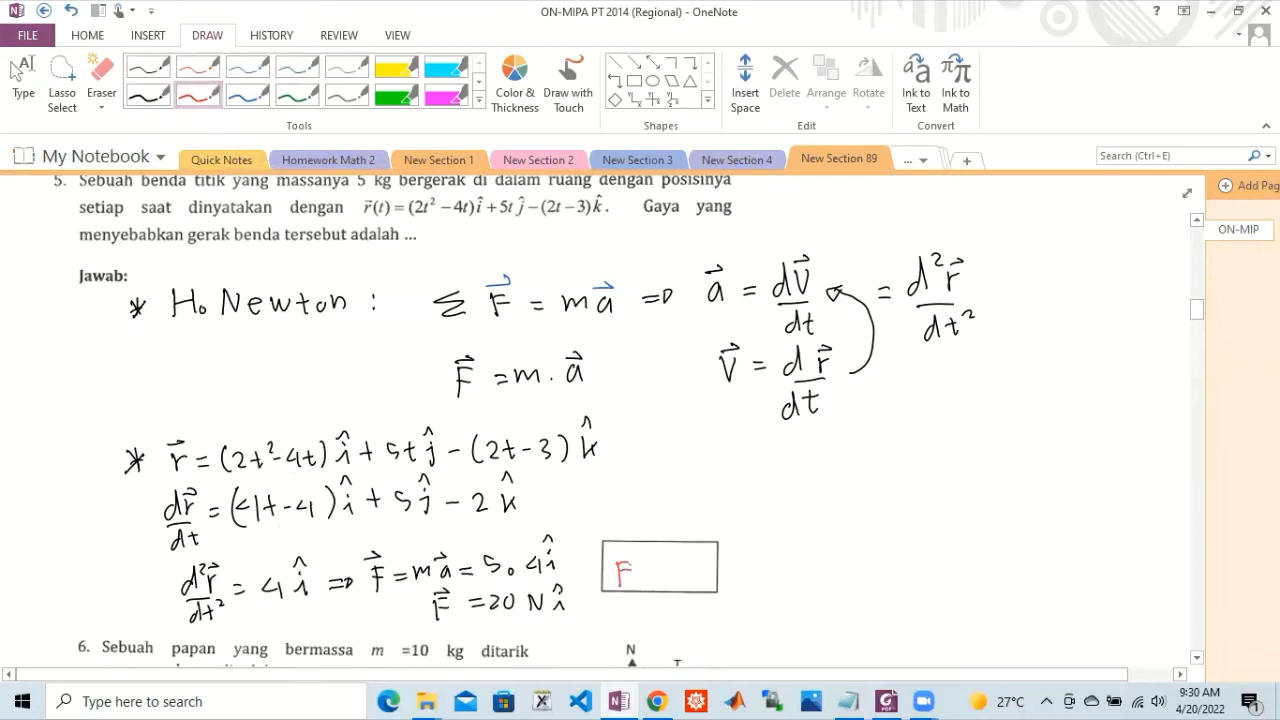 ON-MIPA PT 2014 (Regional) - OneNote
FILE HOME INSERT DRAW HISTORY REVIEW VIEW
Type Lasso Select Eraser Color & Thickness Draw with Touch Insert Space Delete Arrange Rotate Ink to Text Ink to Math
Tools Shapes Edit Convert
My Notebook Quick Notes Homework Math 2 New Section 1 New Section 2 New Section 3 New Section 4 New Section 89 ... + Search (Ctrl+E)
Add Pag
ON-MIP
5. Sebuah benda titik yang massanya 5 kg bergerak di dalam ruang dengan posisinya
setiap saat dinyatakan dengan r⃗(t) = (2t² − 4t)î + 5t ĵ − (2t − 3)k̂. Gaya yang
menyebabkan gerak benda tersebut adalah ...
Jawab:
* H. Newton : Σ F⃗ = m a⃗ ⇒ a⃗ = dV⃗/dt = d²r⃗/dt²
F⃗ = m . a⃗ V⃗ = d r⃗/dt
* r⃗ = (2t² - 4t) î + 5t ĵ - (2t - 3) k̂
dr⃗/dt = (4t - 4) î + 5 ĵ - 2 k̂
d²r⃗/dt² = 4 î ⇒ F⃗ = m a⃗ = 5 . 4 î
F⃗ = 20 N î
F
6. Sebuah papan yang bermassa m =10 kg ditarik
N
T
Type here to search 27°C 9:30 AM
4/20/2022